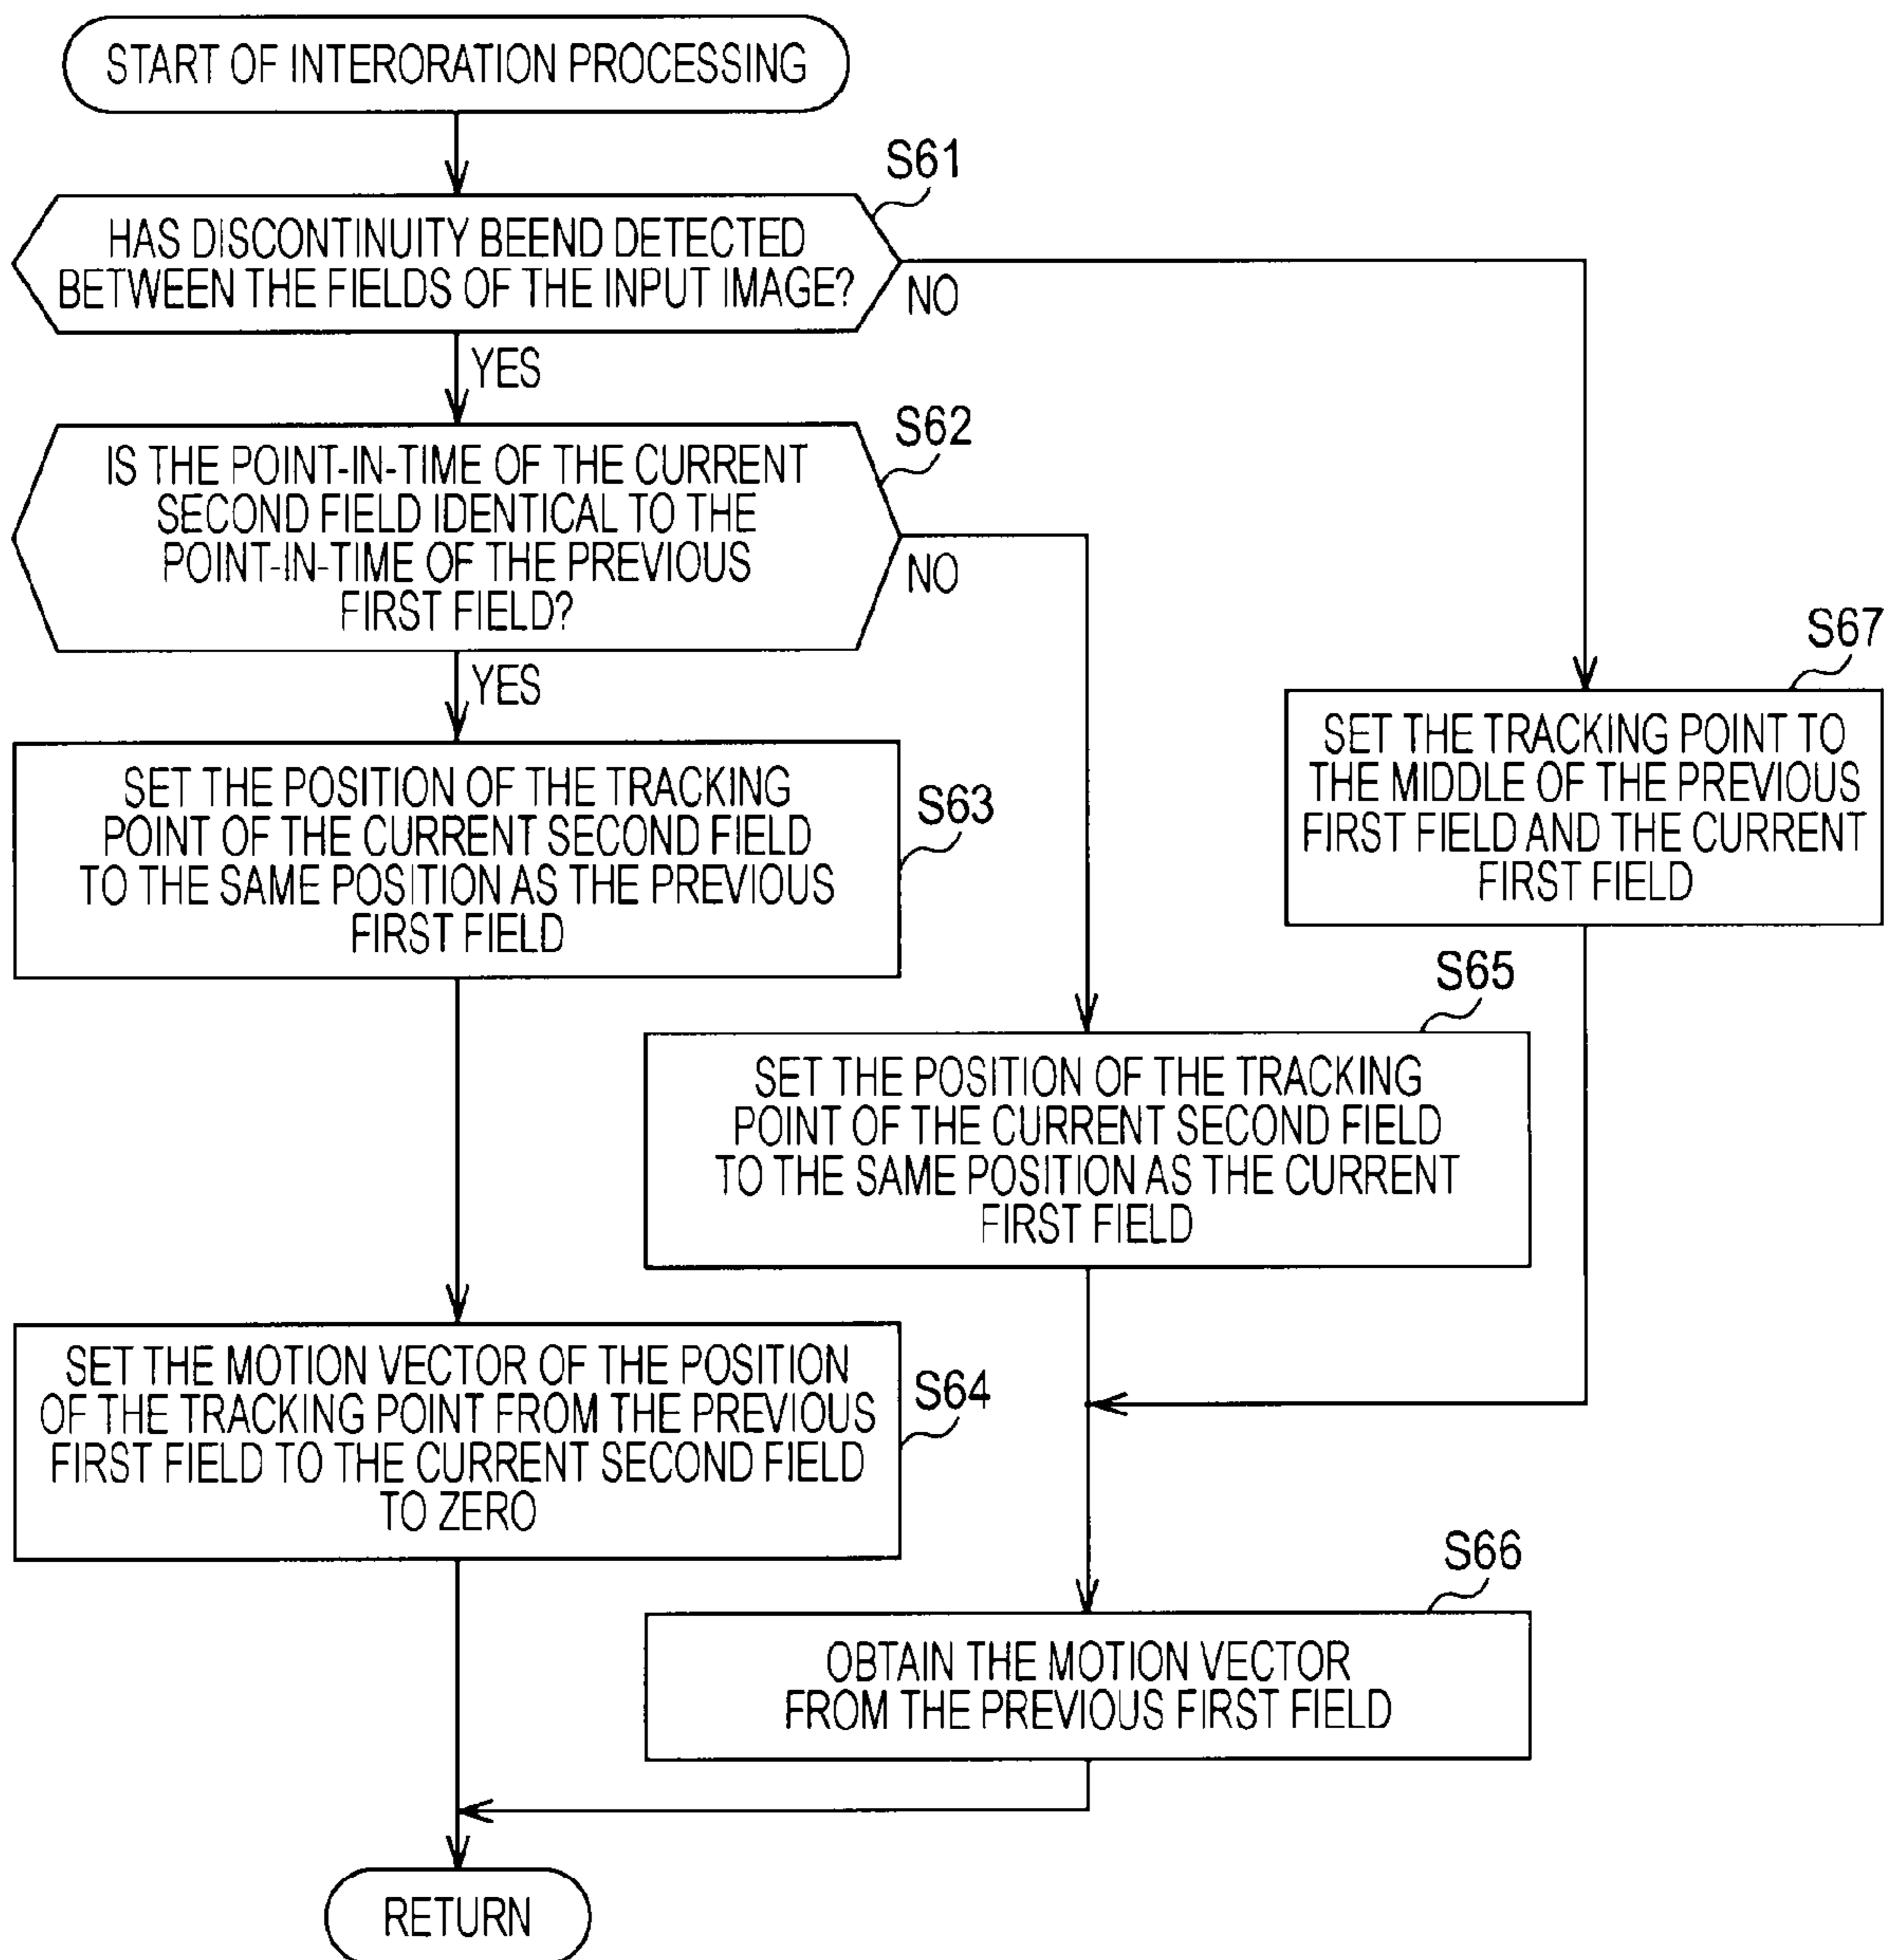 START OF INTERORATION PROCESSING
S61
HAS DISCONTINUITY BEEND DETECTED
BETWEEN THE FIELDS OF THE INPUT IMAGE?
NO
YES
S62
IS THE POINT-IN-TIME OF THE CURRENT
SECOND FIELD IDENTICAL TO THE
POINT-IN-TIME OF THE PREVIOUS
FIRST FIELD?
NO
YES
S67
SET THE TRACKING POINT TO
THE MIDDLE OF THE PREVIOUS
FIRST FIELD AND THE CURRENT
FIRST FIELD
S63
SET THE POSITION OF THE TRACKING
POINT OF THE CURRENT SECOND FIELD
TO THE SAME POSITION AS THE PREVIOUS
FIRST FIELD
S65
SET THE POSITION OF THE TRACKING
POINT OF THE CURRENT SECOND FIELD
TO THE SAME POSITION AS THE CURRENT
FIRST FIELD
S64
SET THE MOTION VECTOR OF THE POSITION
OF THE TRACKING POINT FROM THE PREVIOUS
FIRST FIELD TO THE CURRENT SECOND FIELD
TO ZERO
S66
OBTAIN THE MOTION VECTOR
FROM THE PREVIOUS FIRST FIELD
RETURN